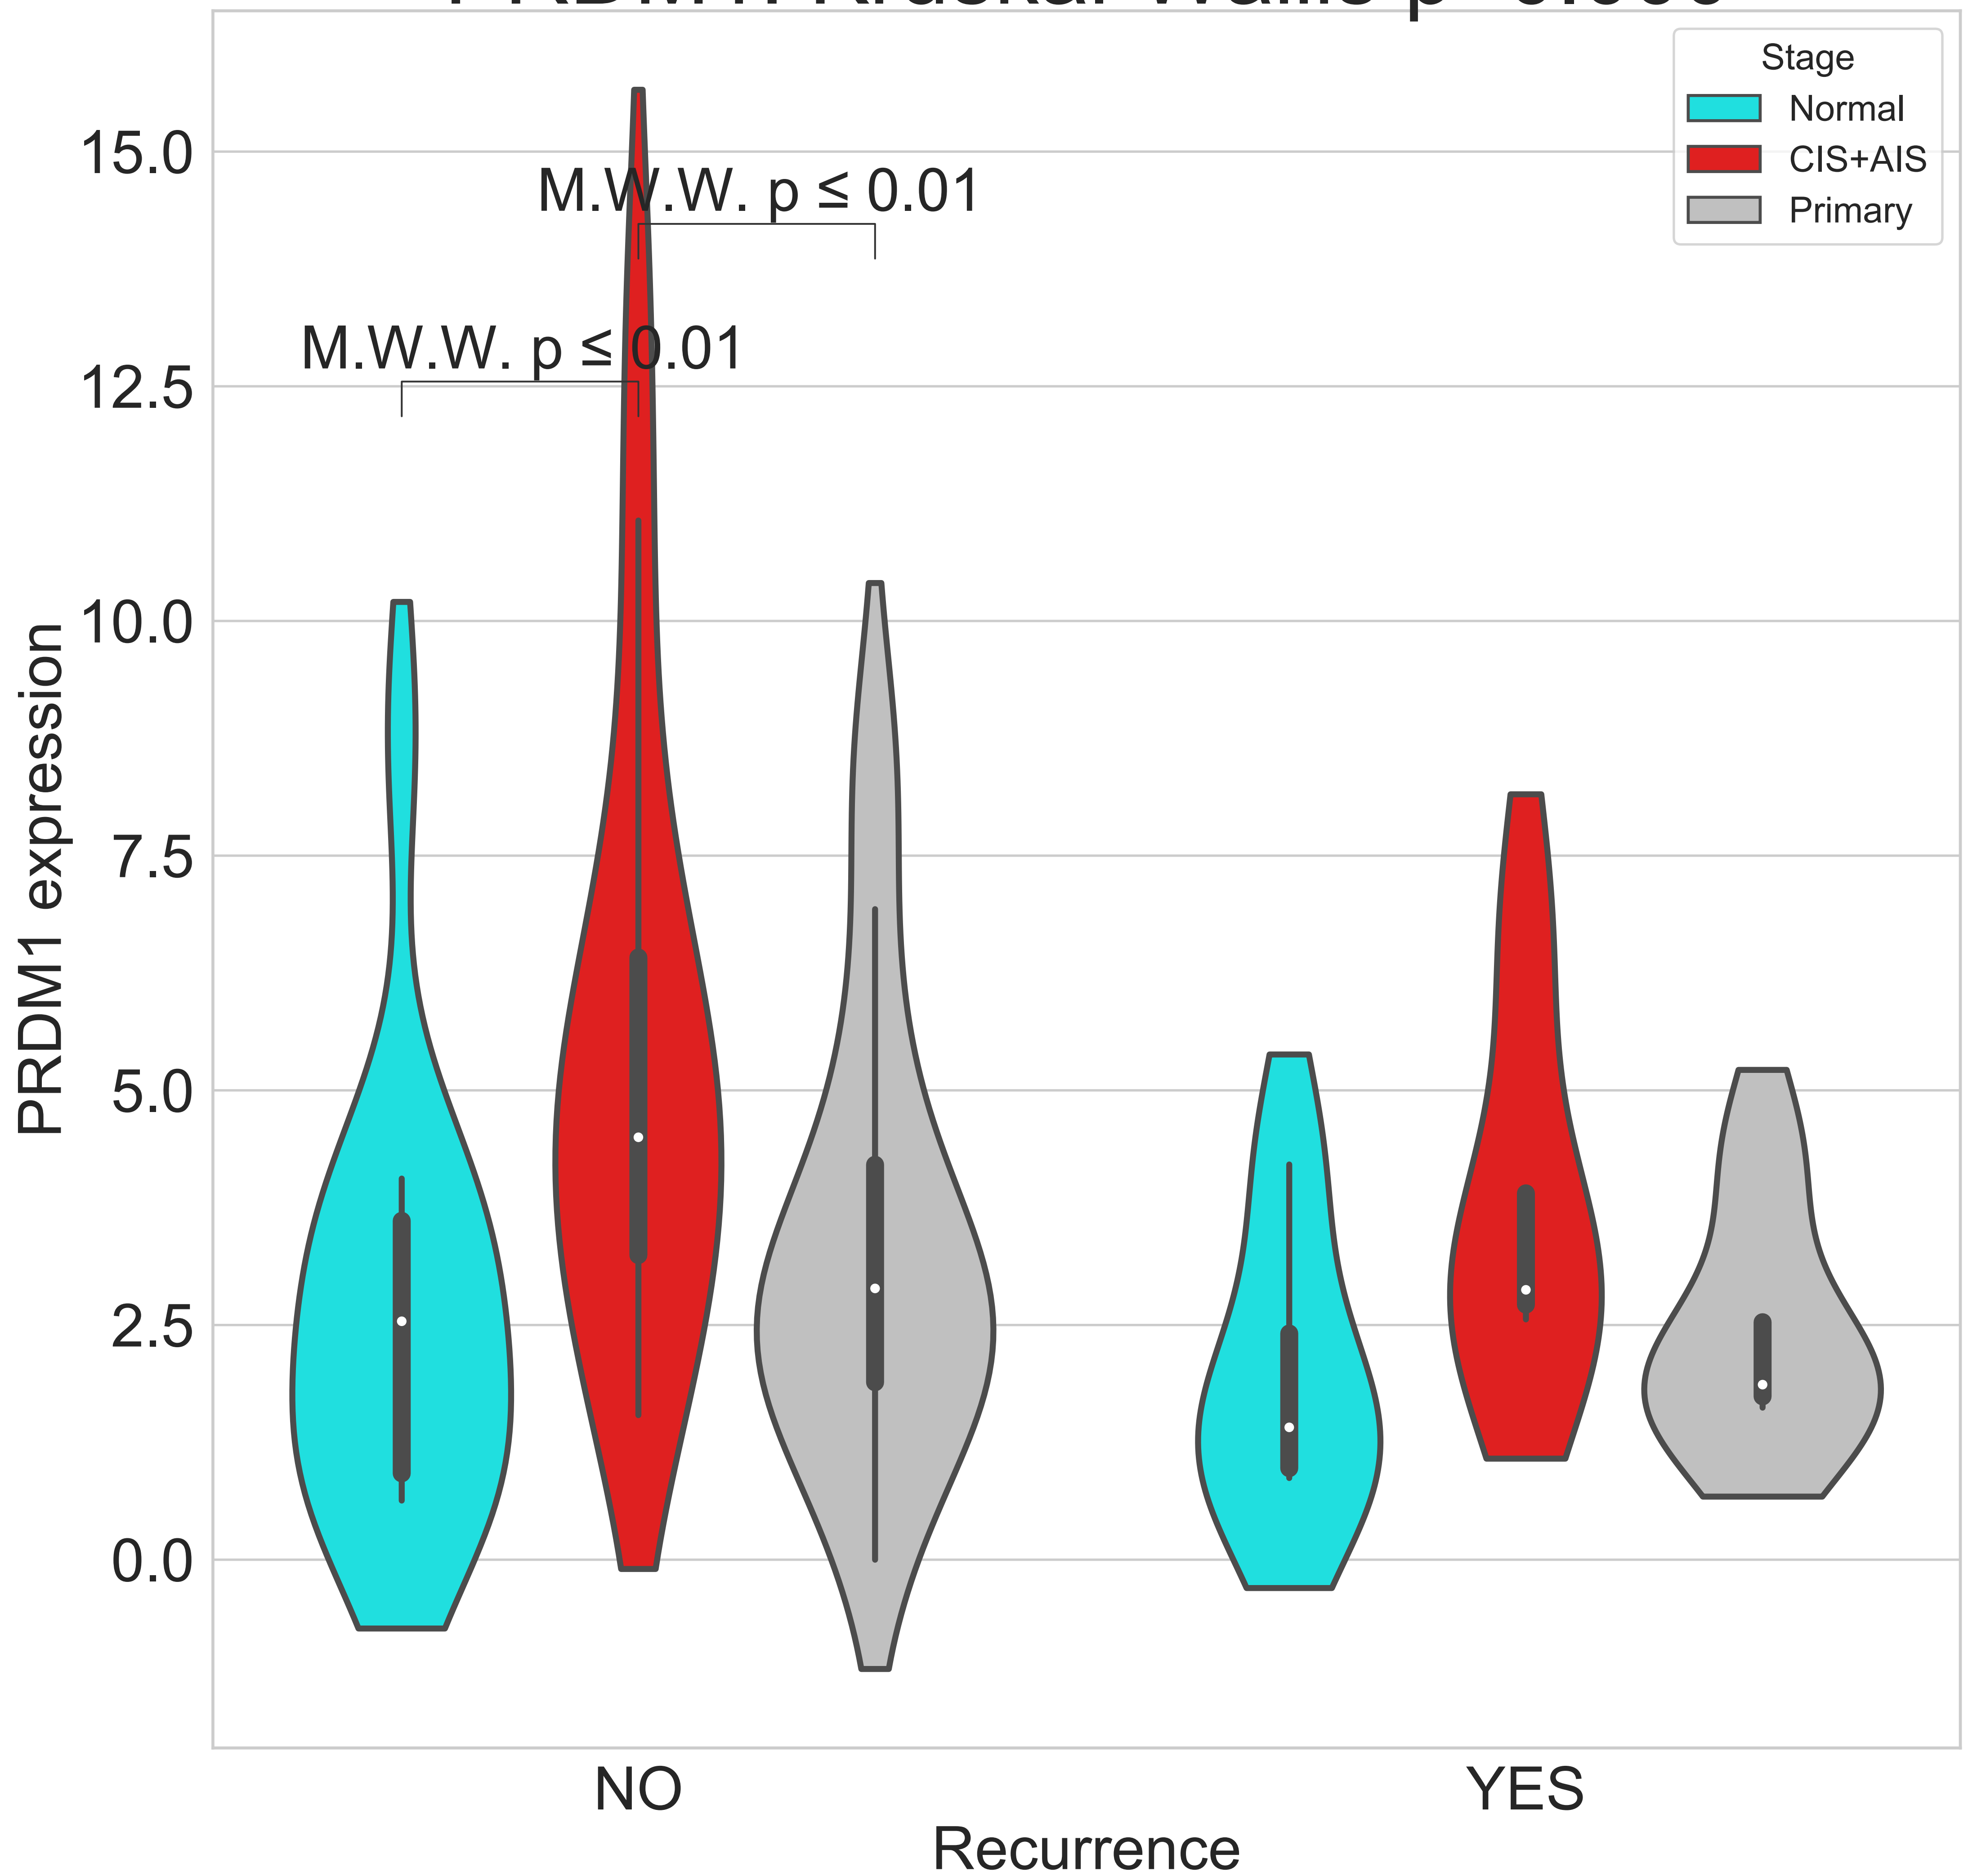 Stage
Normal
CIS+AIS
Primary
M.W.W. p ≤ 0.01
M.W.W. p ≤ 0.01
15.0
12.5
10.0
7.5
5.0
2.5
0.0
PRDM1 expression
NO
YES
Recurrence